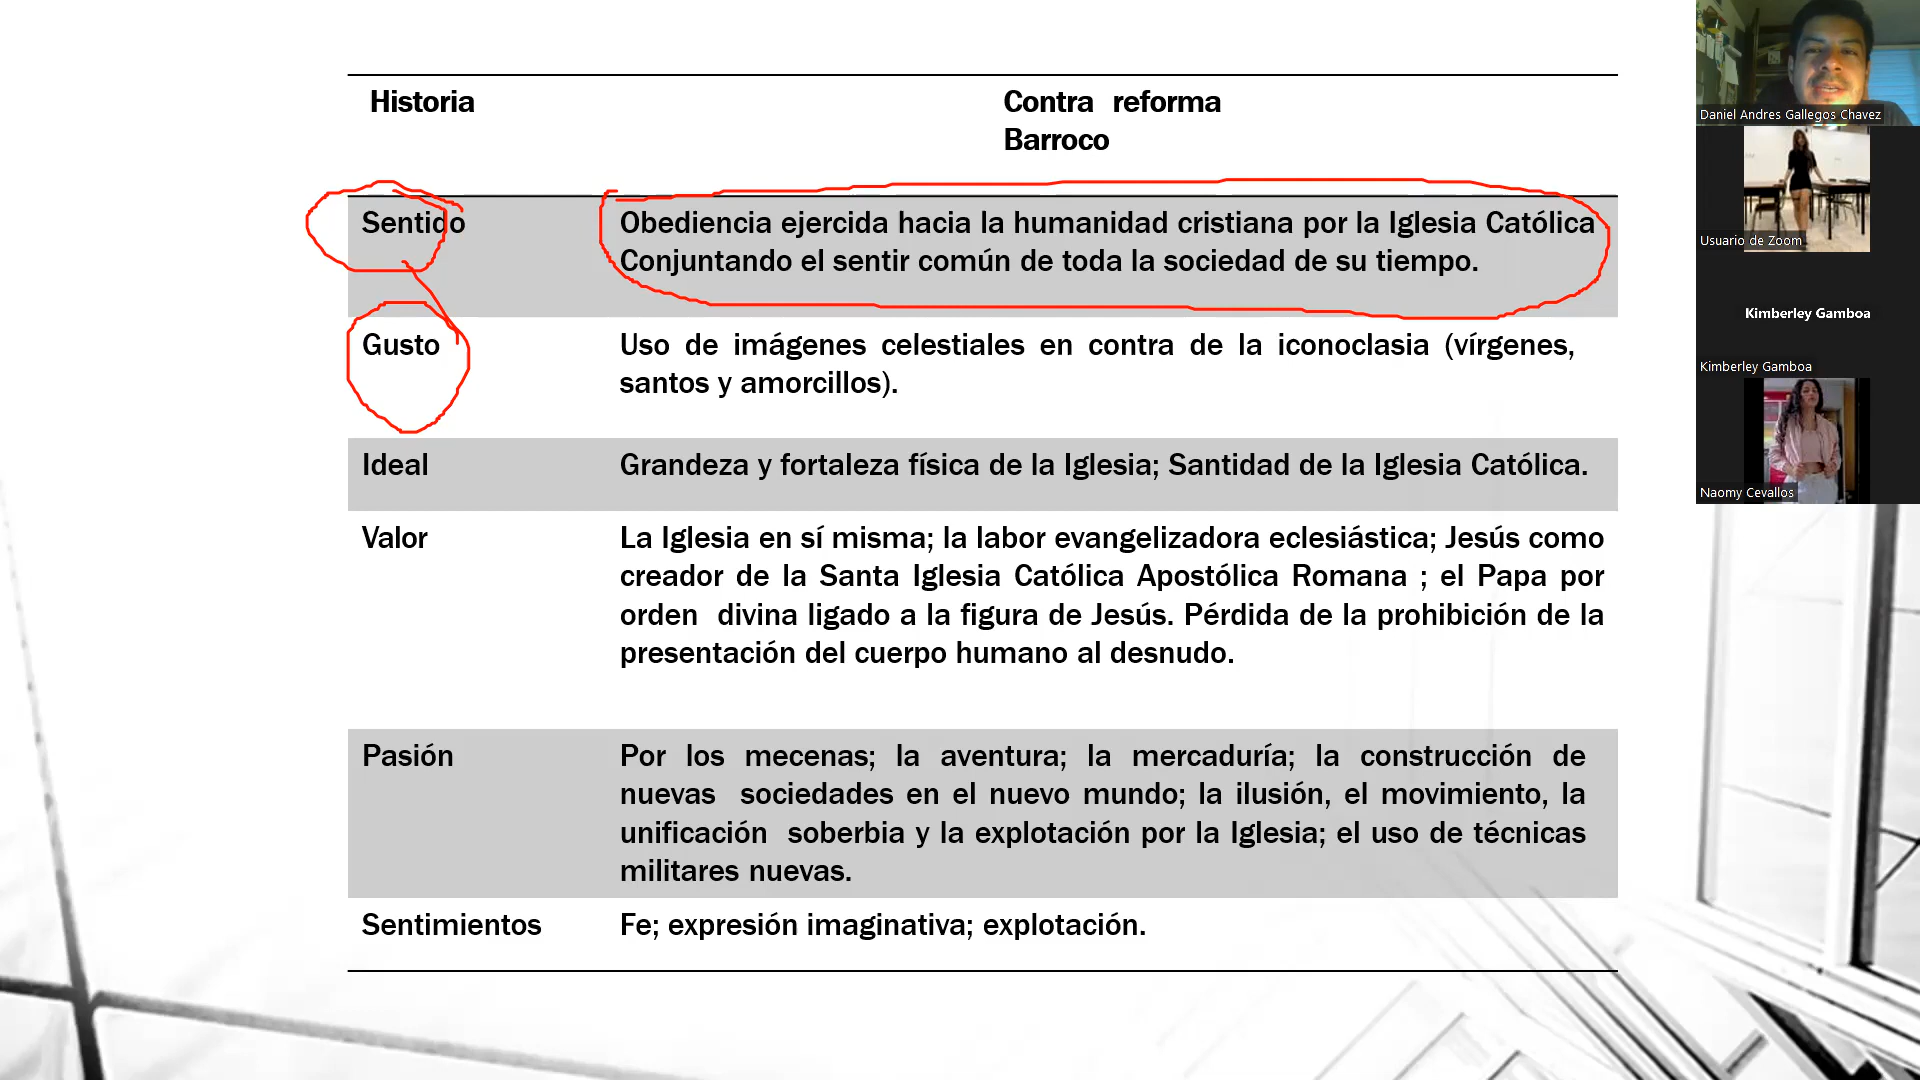 Historia
Contra reforma
Barroco
Sentido
Obediencia ejercida hacia la humanidad cristiana por la Iglesia Católica
Conjuntando el sentir común de toda la sociedad de su tiempo.
Gusto
Uso de imágenes celestiales en contra de la iconoclasia (vírgenes,
santos y amorcillos).
Ideal
Grandeza y fortaleza física de la Iglesia; Santidad de la Iglesia Católica.
Valor
La Iglesia en sí misma; la labor evangelizadora eclesiástica; Jesús como
creador de la Santa Iglesia Católica Apostólica Romana ; el Papa por
orden divina ligado a la figura de Jesús. Pérdida de la prohibición de la
presentación del cuerpo humano al desnudo.
Pasión
Por los mecenas; la aventura; la mercaduría; la construcción de
nuevas sociedades en el nuevo mundo; la ilusión, el movimiento, la
unificación soberbia y la explotación por la Iglesia; el uso de técnicas
militares nuevas.
Sentimientos
Fe; expresión imaginativa; explotación.
Daniel Andres Gallegos Chavez
Usuario de Zoom
Kimberley Gamboa
Kimberley Gamboa
Naomy Cevallos